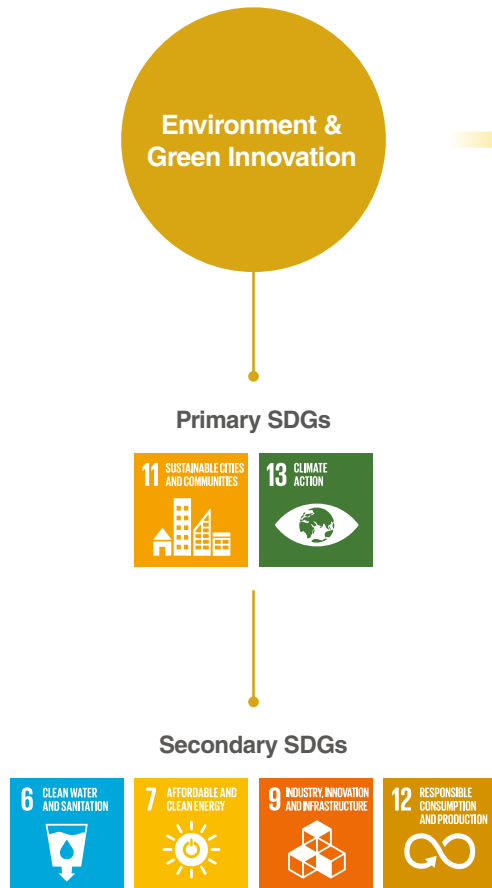 Environment &
Green Innovation
Primary SDGs
11 SUSTAINABLE CITIES
AND COMMUNITIES
13 CLIMATE
ACTION
Secondary SDGs
6 CLEAN WATER
AND SANITATION
7 AFFORDABLE AND
CLEAN ENERGY
9 INDUSTRY, INNOVATION
AND INFRASTRUCTURE
12 RESPONSIBLE
CONSUMPTION
AND PRODUCTION